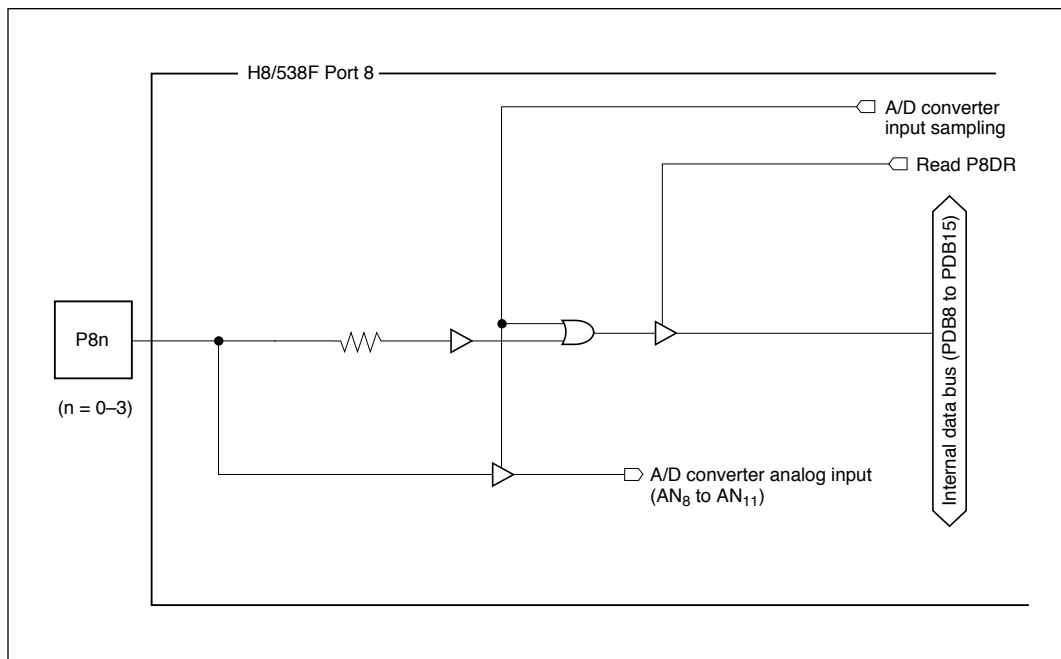 H8/538F Port 8
A/D converter
input sampling
Read P8DR
Internal data bus (PDB8 to PDB15)
P8n
(n = 0–3)
A/D converter analog input
(AN8 to AN11)